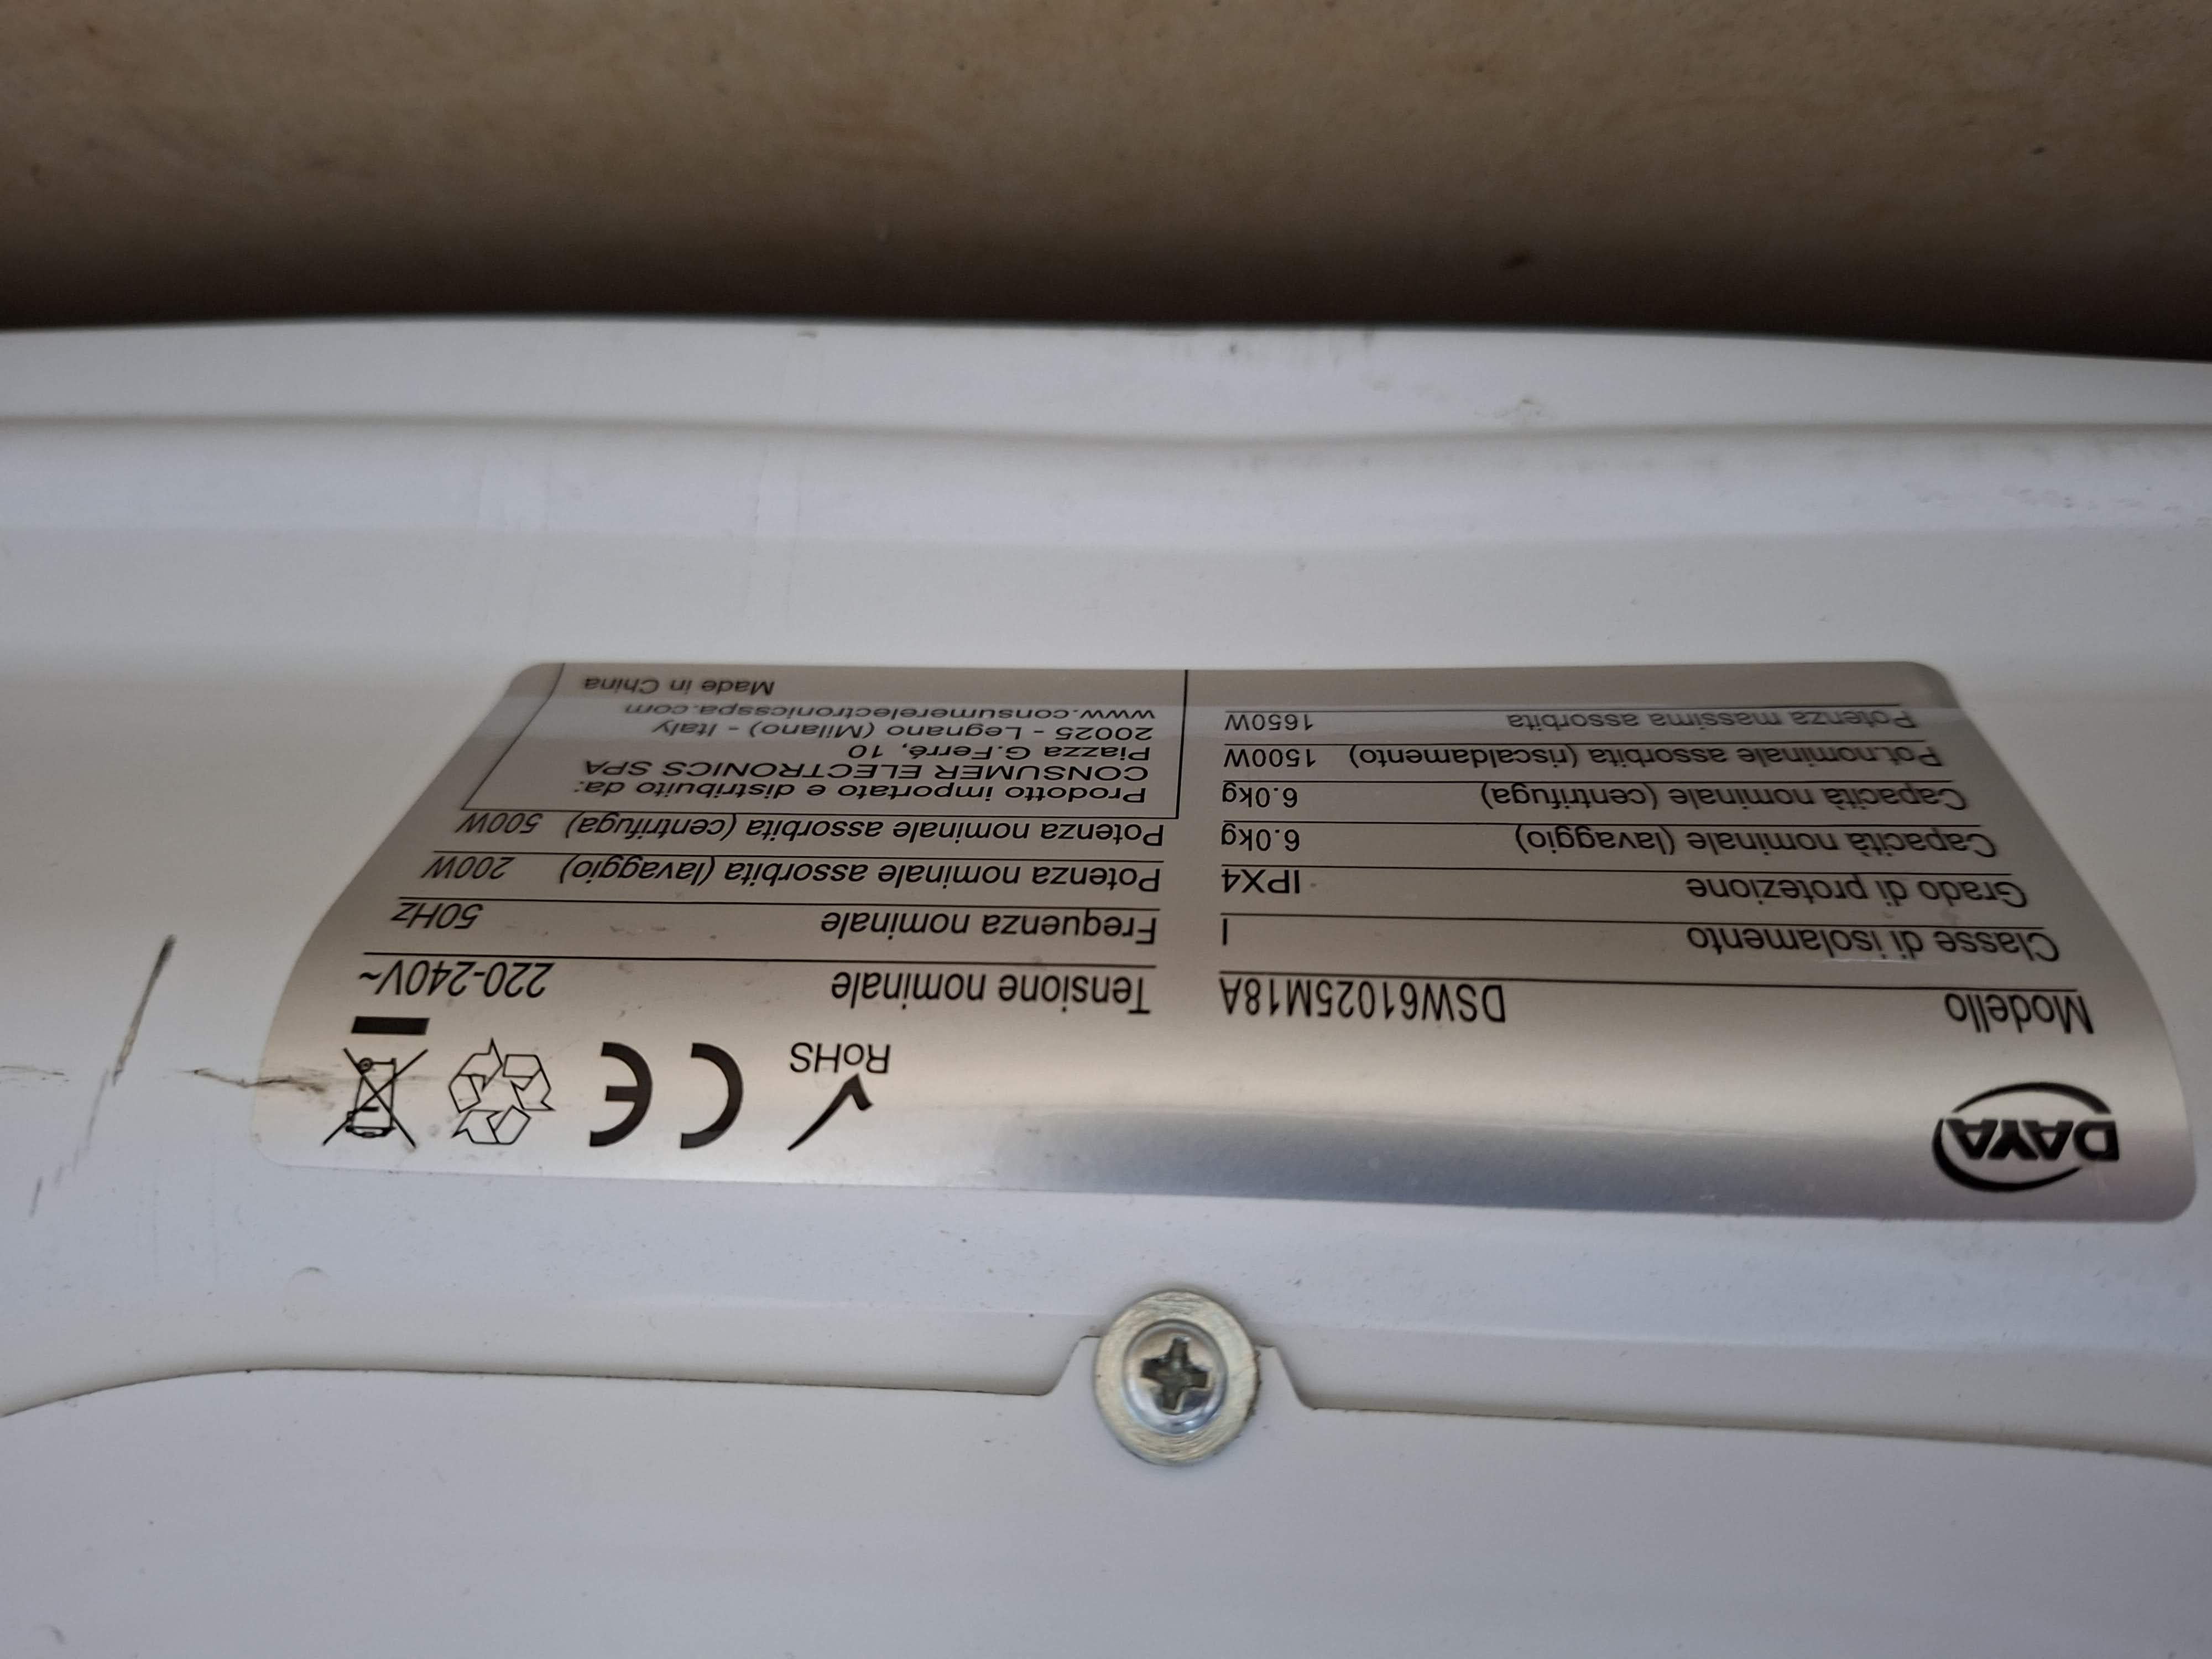 DAYA
RoHS
CE
Modello DSW61025M18A
Classe di isolamento I
Grado di protezione IPX4
Capacità nominale (lavaggio) 6.0kg
Capacità nominale (centrifuga) 6.0kg
Pot.nominale assorbita (riscaldamento) 1500W
Potenza massima assorbita 1650W
Tensione nominale 220-240V~
Frequenza nominale 50Hz
Potenza nominale assorbita (lavaggio) 200W
Potenza nominale assorbita (centrifuga) 500W
Prodotto importato e distribuito da:
CONSUMER ELECTRONICS SPA
Piazza G.Ferré, 10
20025 - Legnano (Milano) - Italy
www.consumerelectronicsspa.com
Made in China